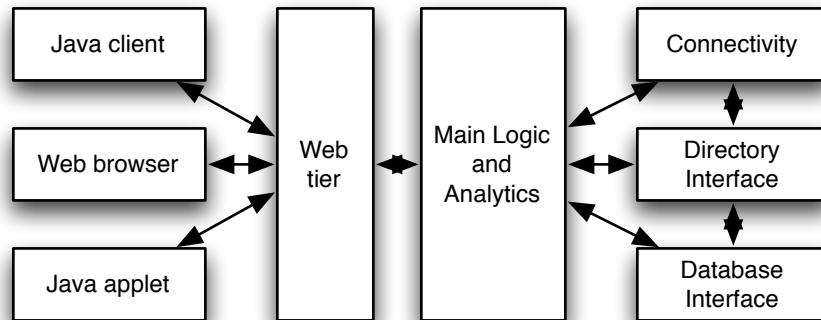 Java client
Web browser
Java applet
Web
tier
Main Logic
and
Analytics
Connectivity
Directory
Interface
Database
Interface